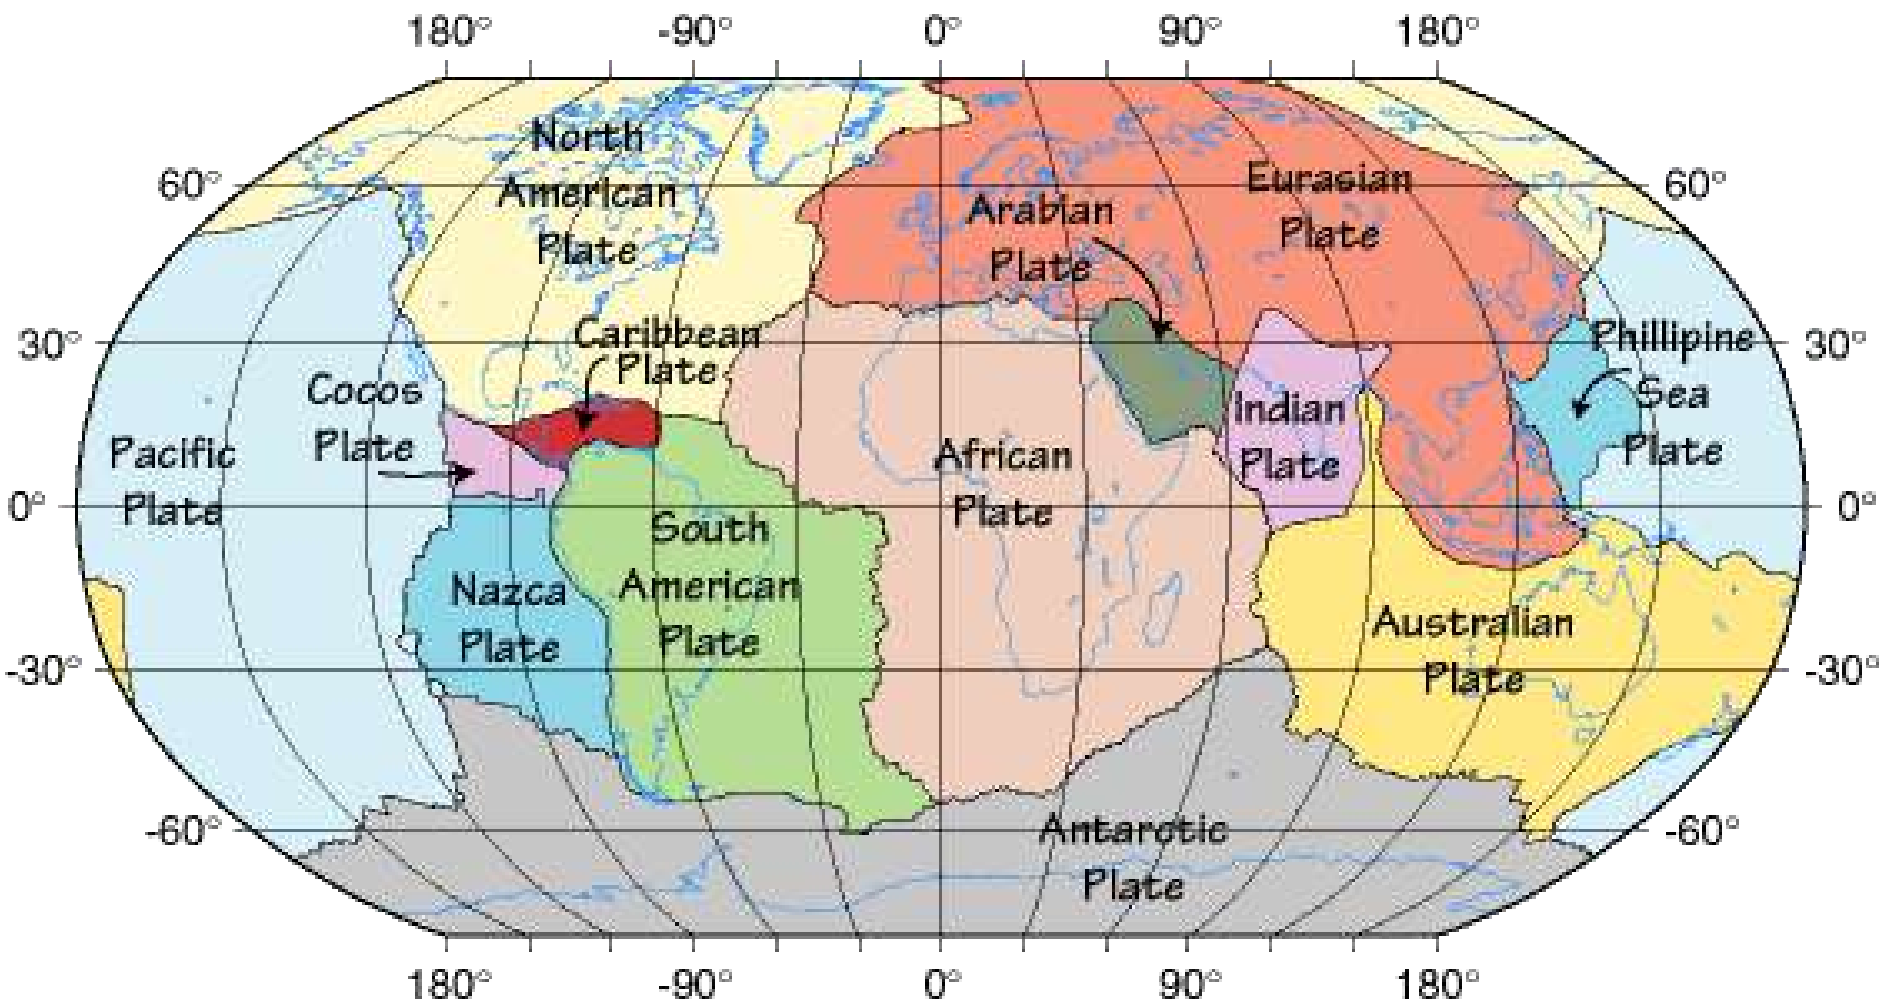 180° -90° 0° 90° 180°
North
American
Plate
Eurasian
Plate
Arabian
Plate
60° 60°
Caribbean
Plate
30° 30°
Phillipine
Sea
Plate
Cocos
Plate
Indian
Plate
Pacific
Plate
African
Plate
0° 0°
South
American
Plate
Nazca
Plate
Australian
Plate
-30° -30°
-60° -60°
Antarctic
Plate
180° -90° 0° 90° 180°